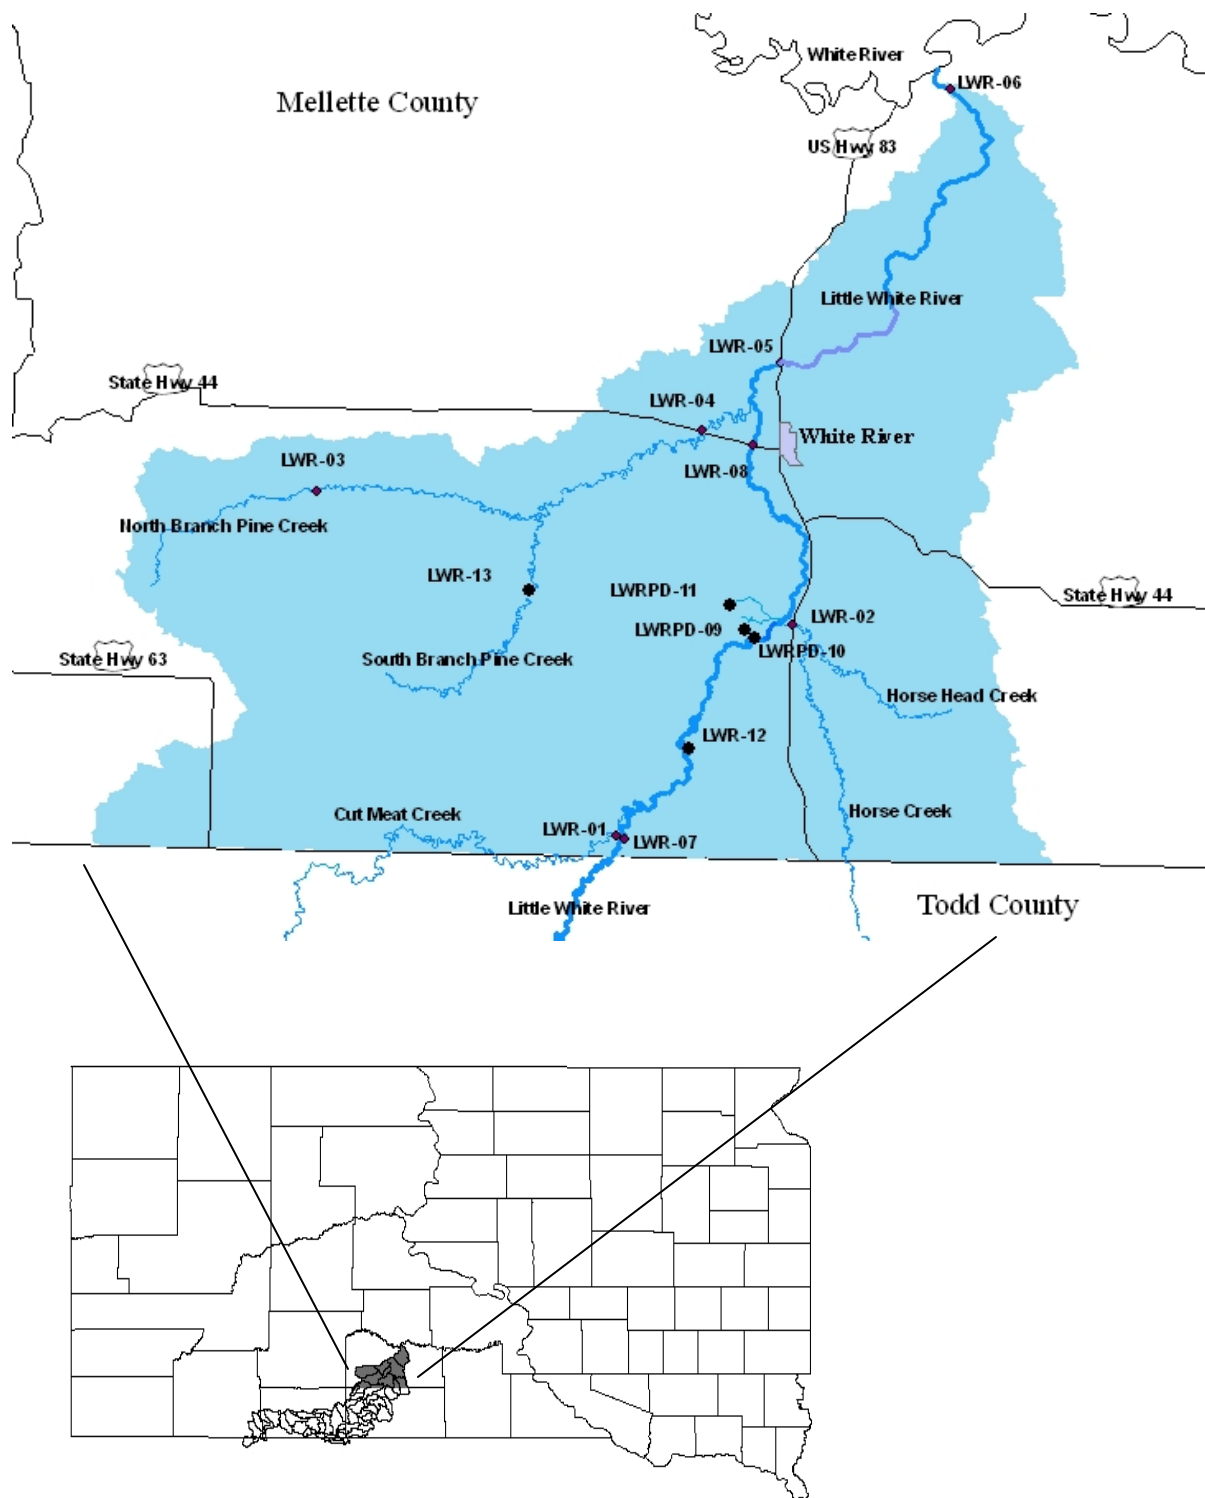 White River
LWR-06
Mellette County
US Hwy 83
Little White River
LWR-05
State Hwy 44
LWR-04
White River
LWR-03
LWR-08
North Branch Pine Creek
LWR-13
LWRPD-11
State Hwy 44
LWR-02
LWRPD-09
LWRPD-10
State Hwy 63
South Branch Pine Creek
Horse Head Creek
LWR-12
Cut Meat Creek
Horse Creek
LWR-01
LWR-07
Little White River
Todd County